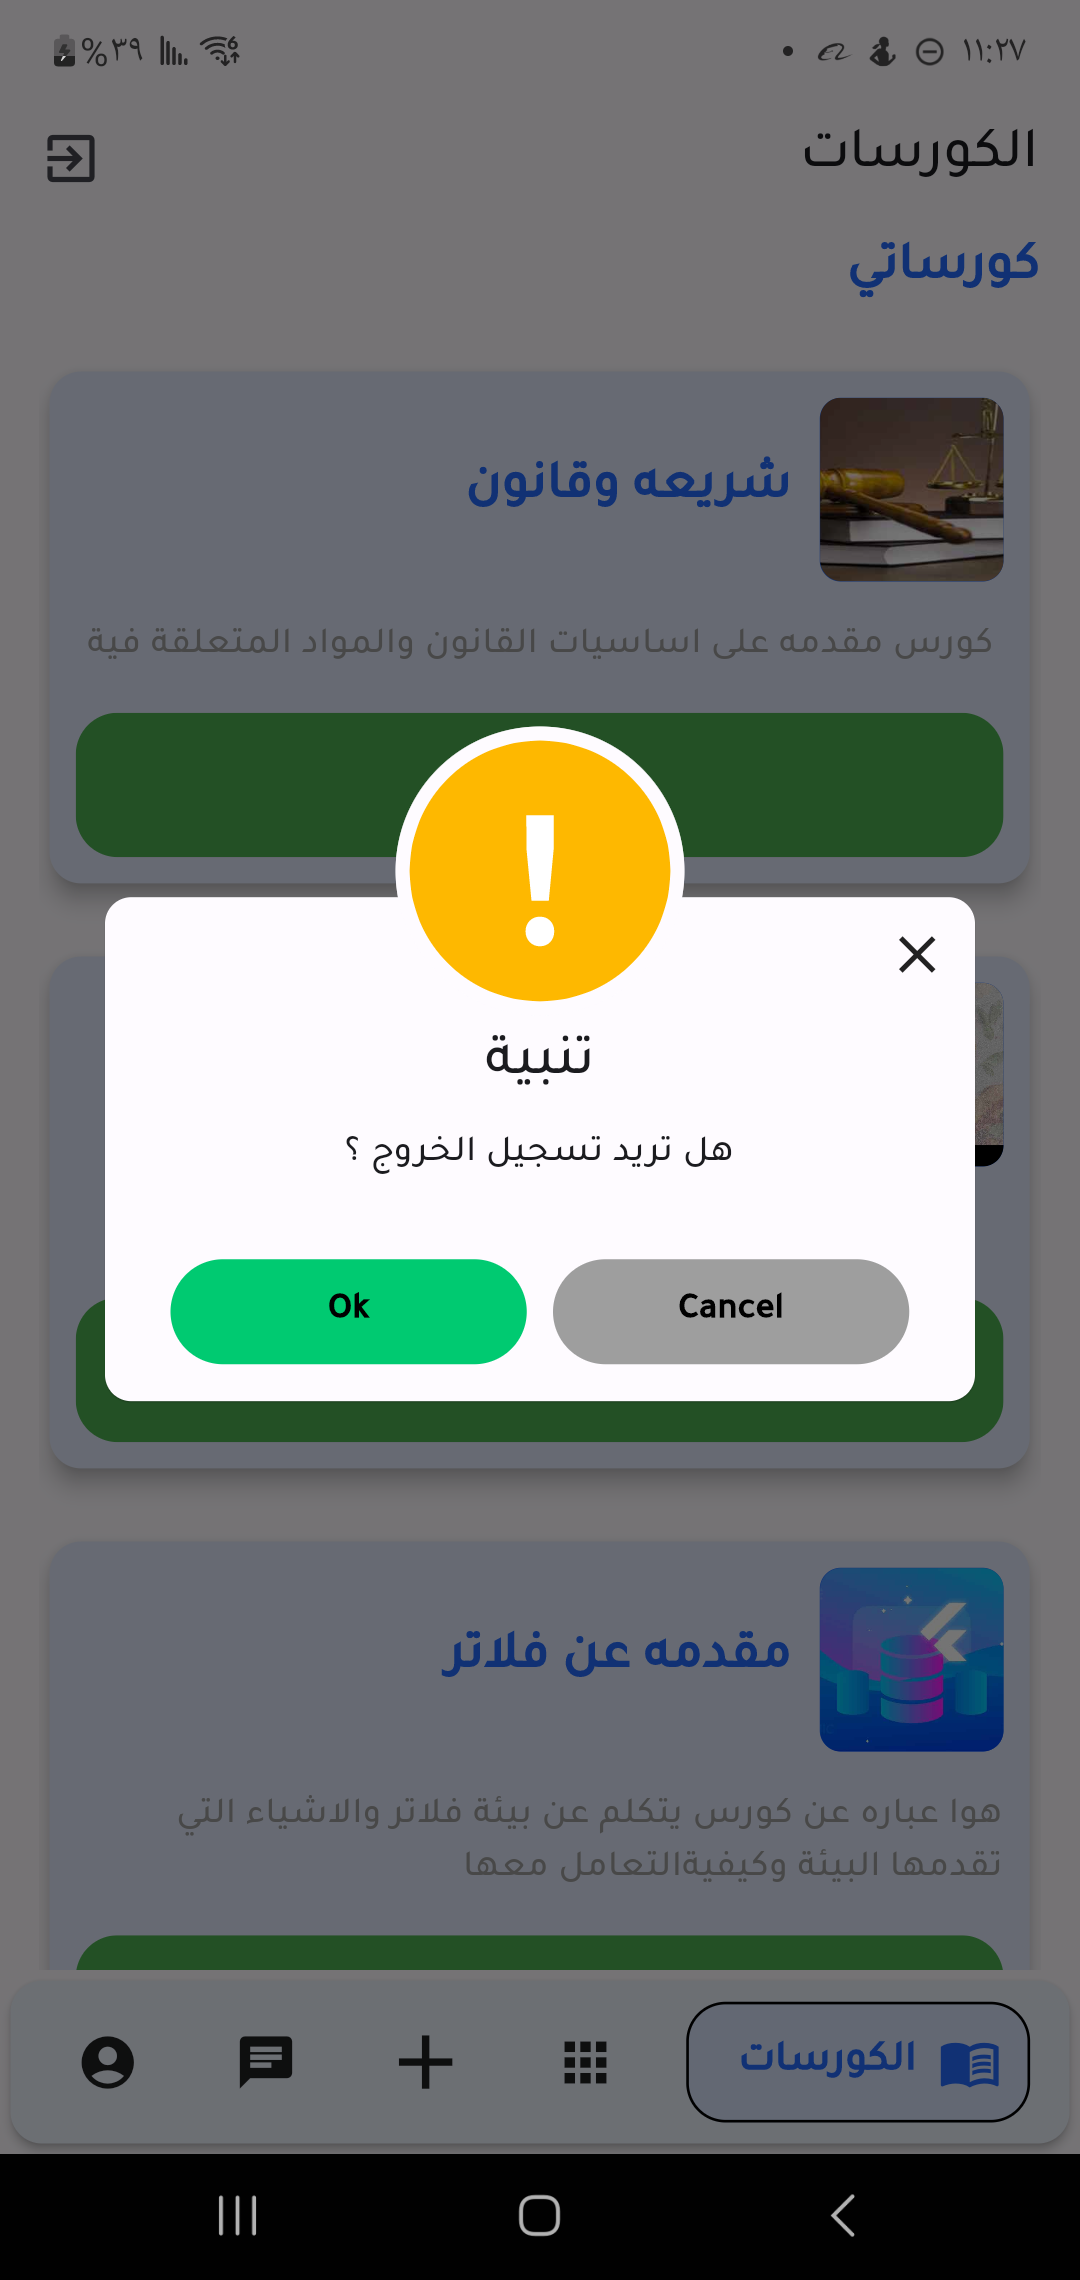 ١١:٢٧
%٣٩
الكورسات
كورساتي
شريعه وقانون
كورس مقدمه على اساسيات القانون والمواد المتعلقة فية
تنبية
هل تريد تسجيل الخروج ؟
Ok
Cancel
مقدمه عن فلاتر
هوا عباره عن كورس يتكلم عن بيئة فلاتر والاشياء التي
تقدمها البيئة وكيفيةالتعامل معها
الكورسات